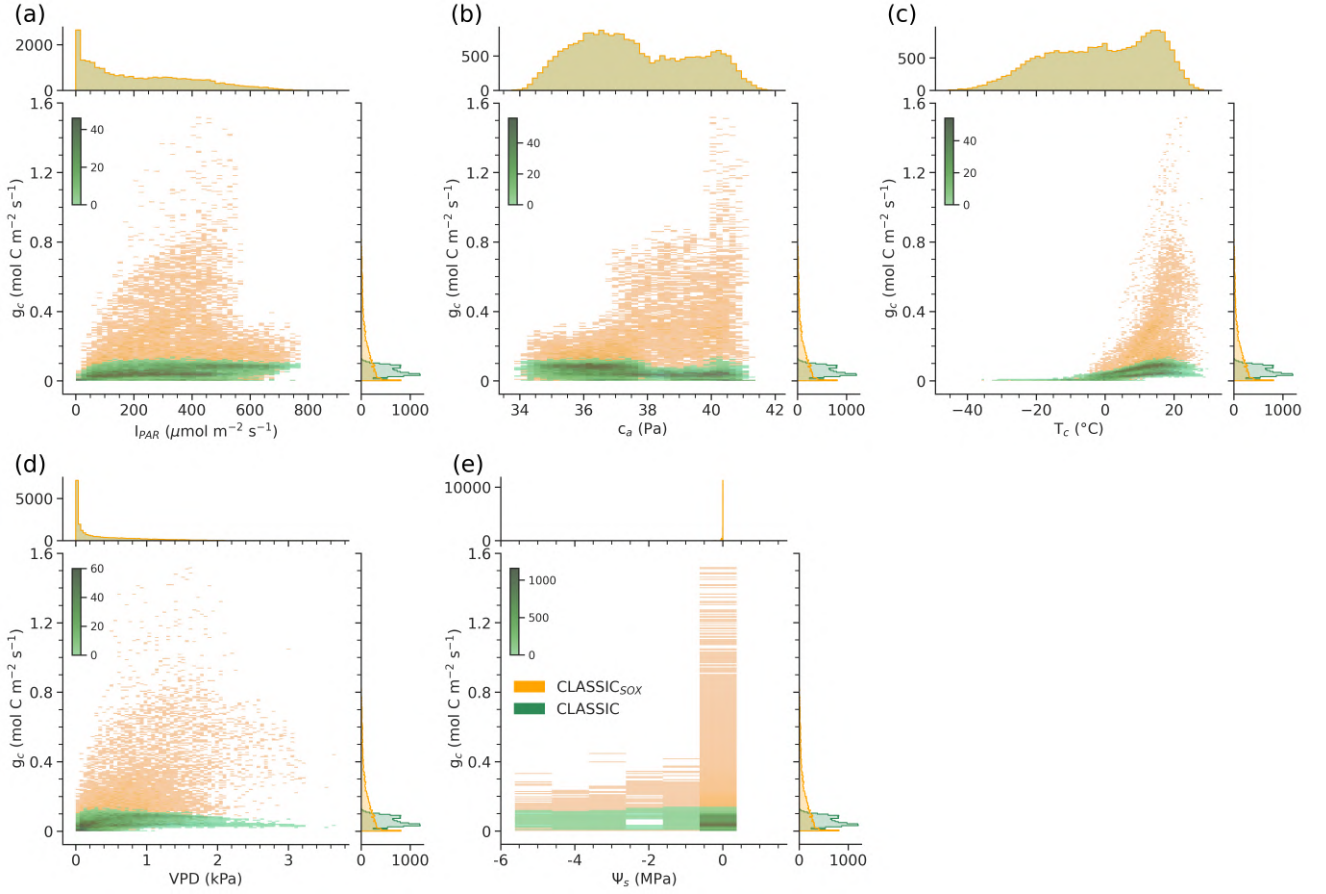 (a)
2000
0
1.6
1.2
0.8
0.4
0
g_c (mol C m⁻² s⁻¹)
40
20
0
0 200 400 600 800
I_PAR (μmol m⁻² s⁻¹)
0 1000
(b)
500
0
1.6
1.2
0.8
0.4
0
g_c (mol C m⁻² s⁻¹)
40
20
0
34 36 38 40 42
c_a (Pa)
0 1000
(c)
500
0
1.6
1.2
0.8
0.4
0
g_c (mol C m⁻² s⁻¹)
40
20
0
−40 −20 0 20
T_c (°C)
0 1000
(d)
5000
0
1.6
1.2
0.8
0.4
0
g_c (mol C m⁻² s⁻¹)
60
40
20
0
0 1 2 3
VPD (kPa)
0 1000
(e)
10000
0
1.6
1.2
0.8
0.4
0
g_c (mol C m⁻² s⁻¹)
1000
500
0
CLASSIC_SOX
CLASSIC
-6 -4 -2 0
Ψ_s (MPa)
0 1000